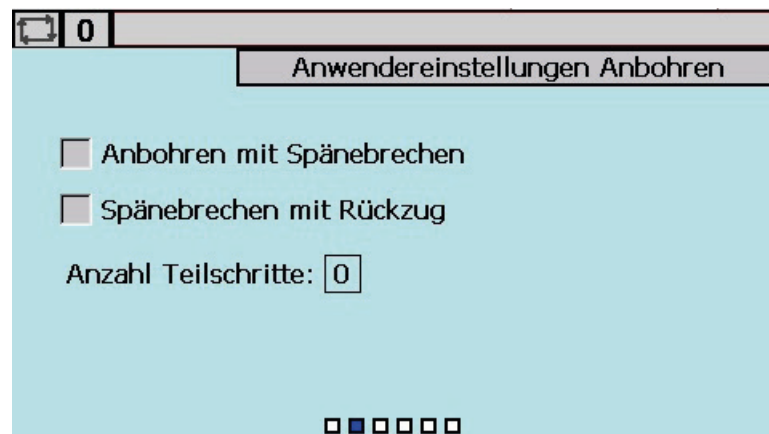 0
Anwendereinstellungen Anbohren
Anbohren mit Spänebrechen
Spänebrechen mit Rückzug
Anzahl Teilschritte: 0